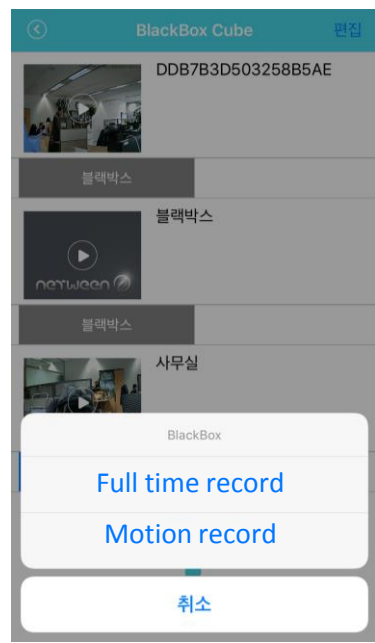 BlackBox Cube
편집
DDB7B3D503258B5AE
블랙박스
블랙박스
netween
블랙박스
사무실
BlackBox
Full time record
Motion record
취소